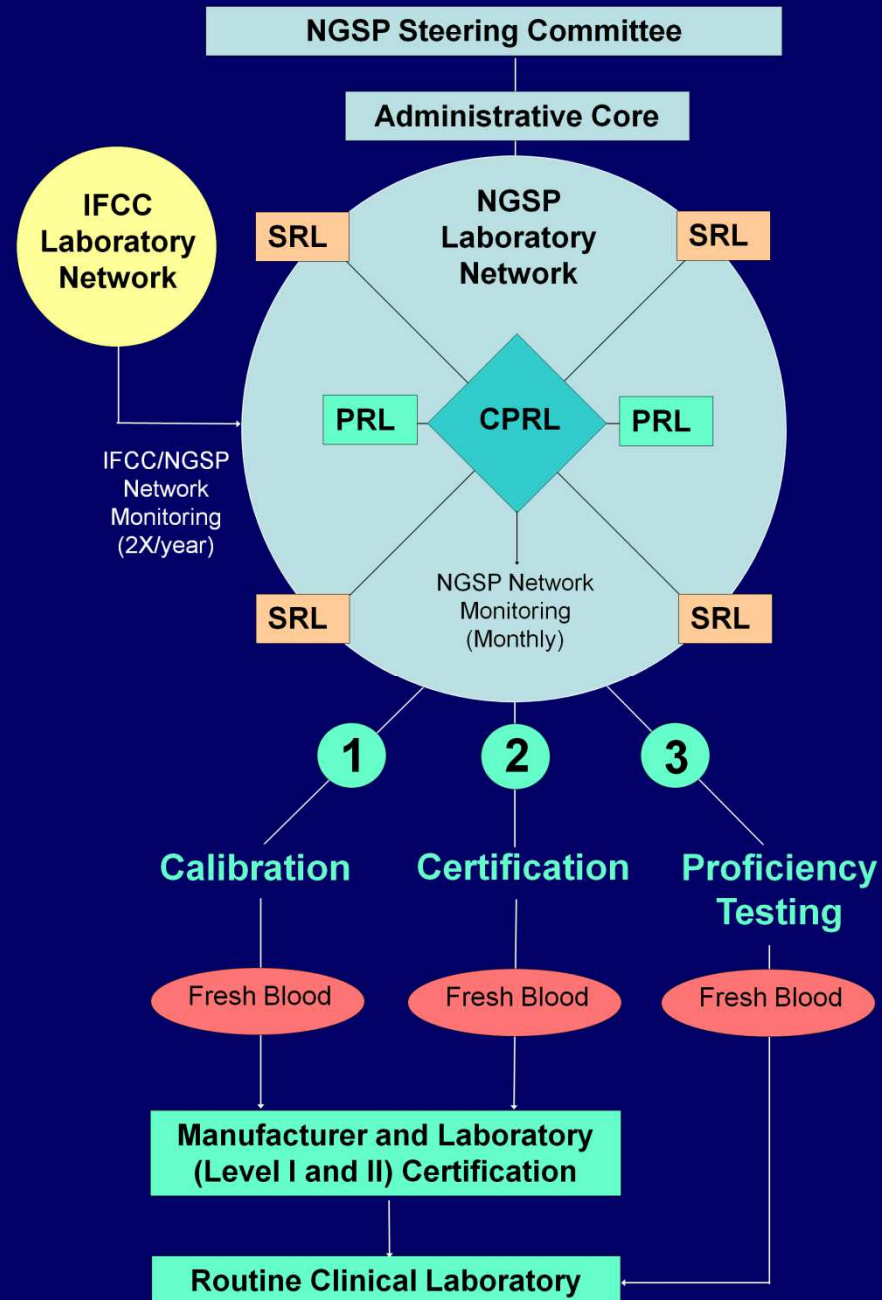 NGSP Steering Committee
Administrative Core
IFCC
Laboratory
Network
NGSP
Laboratory
Network
SRL
SRL
PRL
CPRL
PRL
IFCC/NGSP
Network
Monitoring
(2X/year)
NGSP Network
Monitoring
(Monthly)
SRL
SRL
1
2
3
Calibration
Certification
Proficiency
Testing
Fresh Blood
Fresh Blood
Fresh Blood
Manufacturer and Laboratory
(Level I and II) Certification
Routine Clinical Laboratory